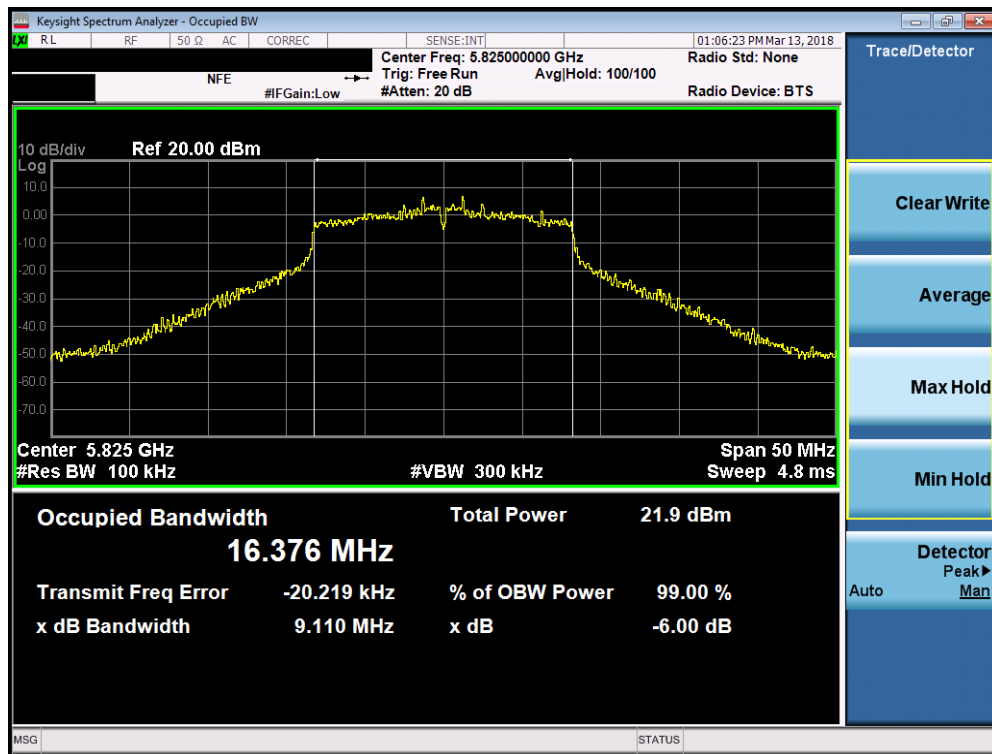 Keysight Spectrum Analyzer - Occupied BW
LXI RL RF 50 Ω AC CORREC SENSE:INT 01:06:23 PM Mar 13, 2018
Center Freq: 5.825000000 GHz Radio Std: None
NFE Trig: Free Run Avg|Hold: 100/100
#IFGain:Low #Atten: 20 dB Radio Device: BTS
Trace/Detector
10 dB/div Ref 20.00 dBm
Log
10.0
0.00
-10.0
-20.0
-30.0
-40.0
-50.0
-60.0
-70.0
Center 5.825 GHz Span 50 MHz
#Res BW 100 kHz #VBW 300 kHz Sweep 4.8 ms
Occupied Bandwidth Total Power 21.9 dBm
16.376 MHz
Transmit Freq Error -20.219 kHz % of OBW Power 99.00 %
x dB Bandwidth 9.110 MHz x dB -6.00 dB
Clear Write
Average
Max Hold
Min Hold
Detector
Peak▶
Auto Man
MSG STATUS